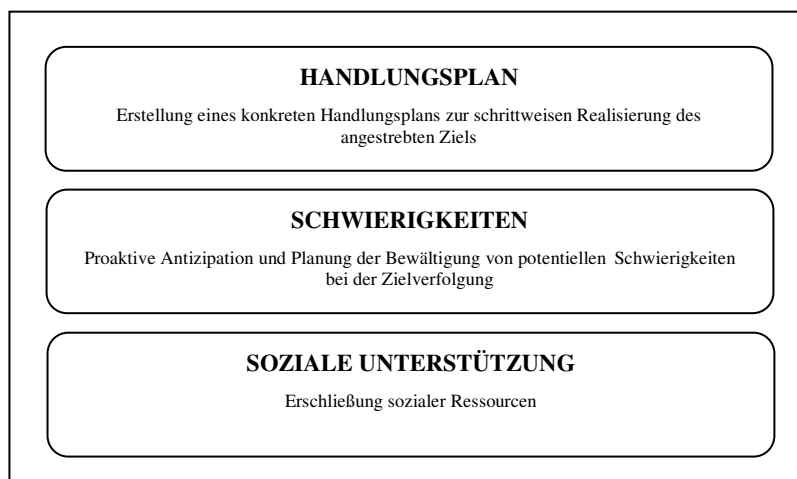 HANDLUNGSPLAN
Erstellung eines konkreten Handlungsplans zur schrittweisen Realisierung des
angestrebten Ziels
SCHWIERIGKEITEN
Proaktive Antizipation und Planung der Bewältigung von potentiellen Schwierigkeiten
bei der Zielverfolgung
SOZIALE UNTERSTÜTZUNG
Erschließung sozialer Ressourcen